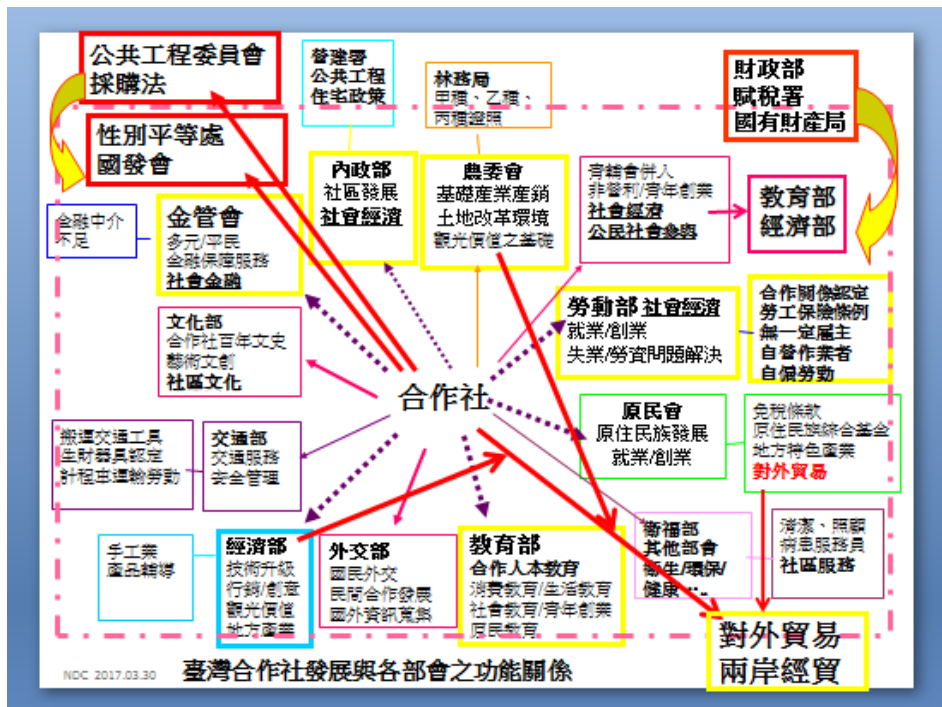 公共工程委員會
採購法
性別平等處
國發會
營建署
公共工程
住宅政策
林務局
甲種、乙種、
丙種證照
財政部
賦稅署
國有財產局
內政部
社區發展
社會經濟
農委會
基礎產業產銷
土地改革環境
觀光價值之基礎
青輔會併入
非營利/青年創業
社會經濟
公民社會參與
教育部
經濟部
金融中介
不足
金管會
多元/平民
金融保障服務
社會金融
勞動部 社會經濟
就業/創業
失業/勞資問題解決
合作關係認定
勞工保險條例
無一定雇主
自營作業者
自僱勞動
文化部
合作社百年文史
藝術文創
社區文化
合作社
原民會
原住民族發展
就業/創業
免稅條款
原住民族綜合基金
地方特色產業
對外貿易
搬運交通工具
生財器具認定
計程車運輸勞動
交通部
交通服務
安全管理
手工業
產品輔導
經濟部
技術升級
行銷/創意
觀光價值
地方產業
外交部
國民外交
民間合作發展
國外資訊蒐集
教育部
合作人本教育
消費教育/生活教育
社會教育/青年創業
原民教育
衛福部
其他部會
衛生/環保/
健康…..
清潔、照顧
病患服務員
社區服務
對外貿易
兩岸經貿
NDC 2017.03.30
臺灣合作社發展與各部會之功能關係